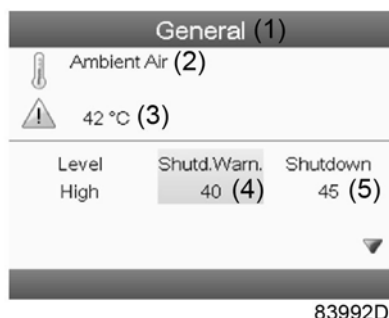 General (1)
Ambient Air (2)
42 °C (3)
Level Shutd.Warn. Shutdown
High 40 (4) 45 (5)
83992D